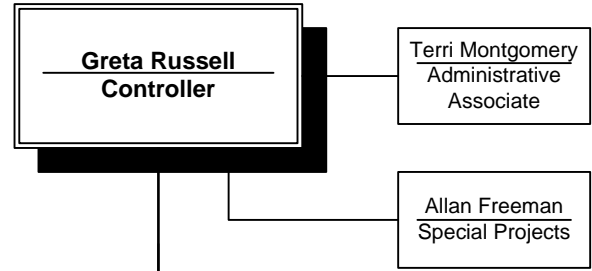 Greta Russell
Controller
Terri Montgomery
Administrative
Associate
Allan Freeman
Special Projects